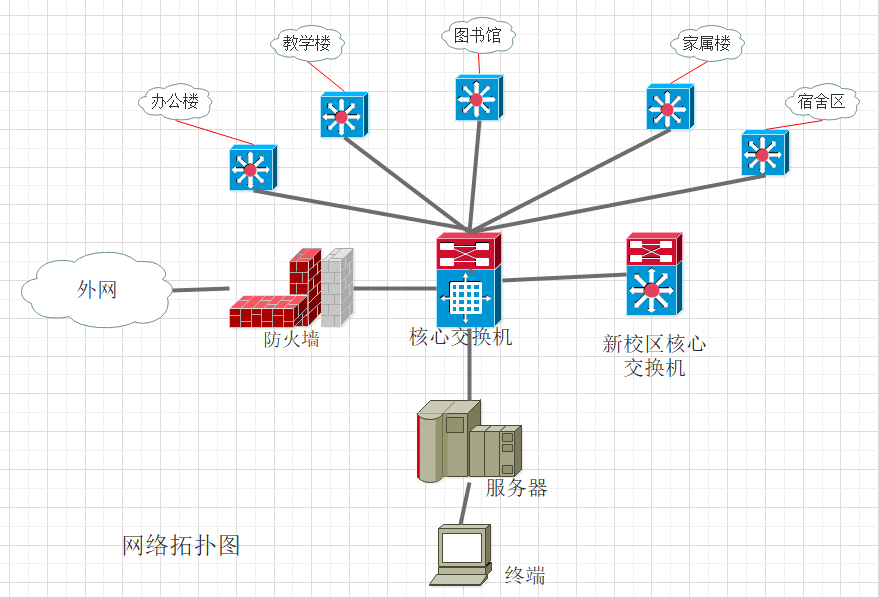 图书馆
教学楼
家属楼
办公楼
宿舍区
外网
防火墙
核心交换机
新校区核心
交换机
服务器
网络拓扑图
终端